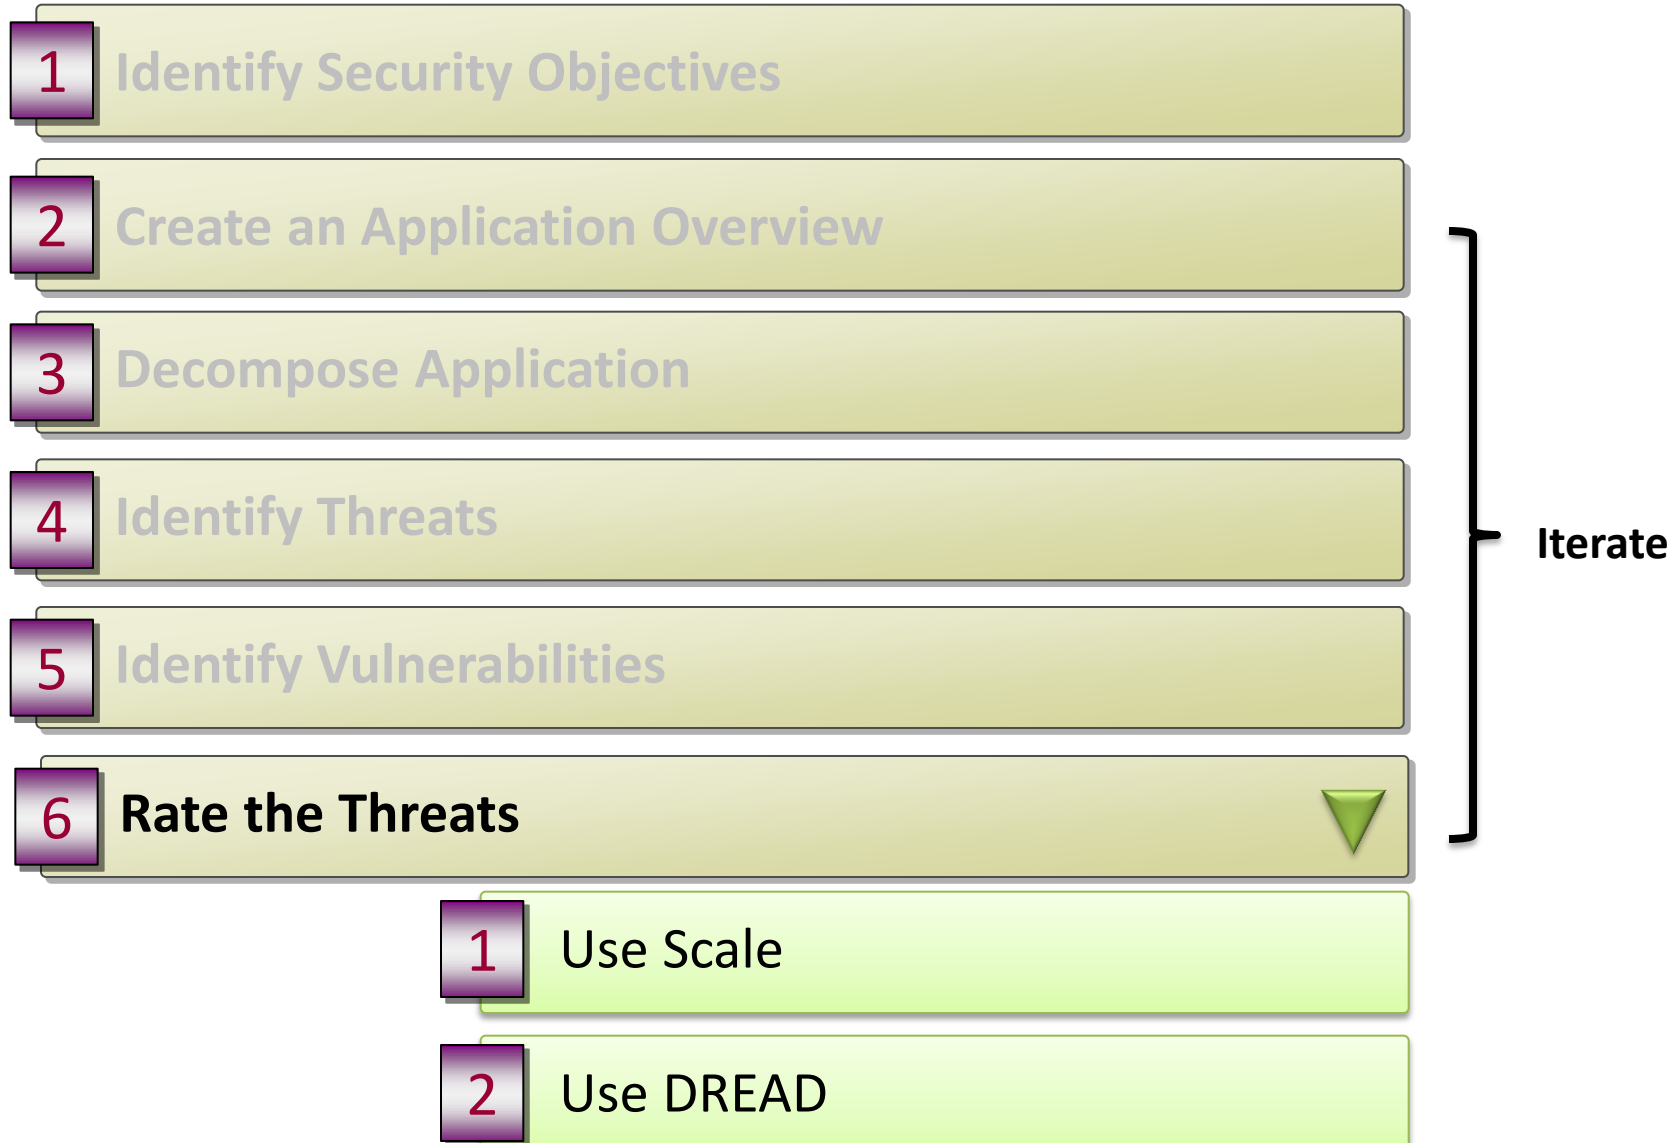 1 Identify Security Objectives
2 Create an Application Overview
3 Decompose Application
4 Identify Threats
Iterate
5 Identify Vulnerabilities
6 Rate the Threats
1 Use Scale
2 Use DREAD